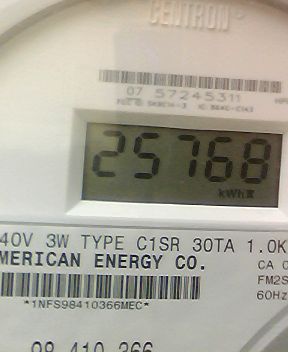 CENTRON®
07 57245311
25768
kWh
40V 3W TYPE C1SR 30TA 1.0K
MERICAN ENERGY CO.
CA 0
FM2S
60Hz
*1NFS98410366MEC*
98 410 366